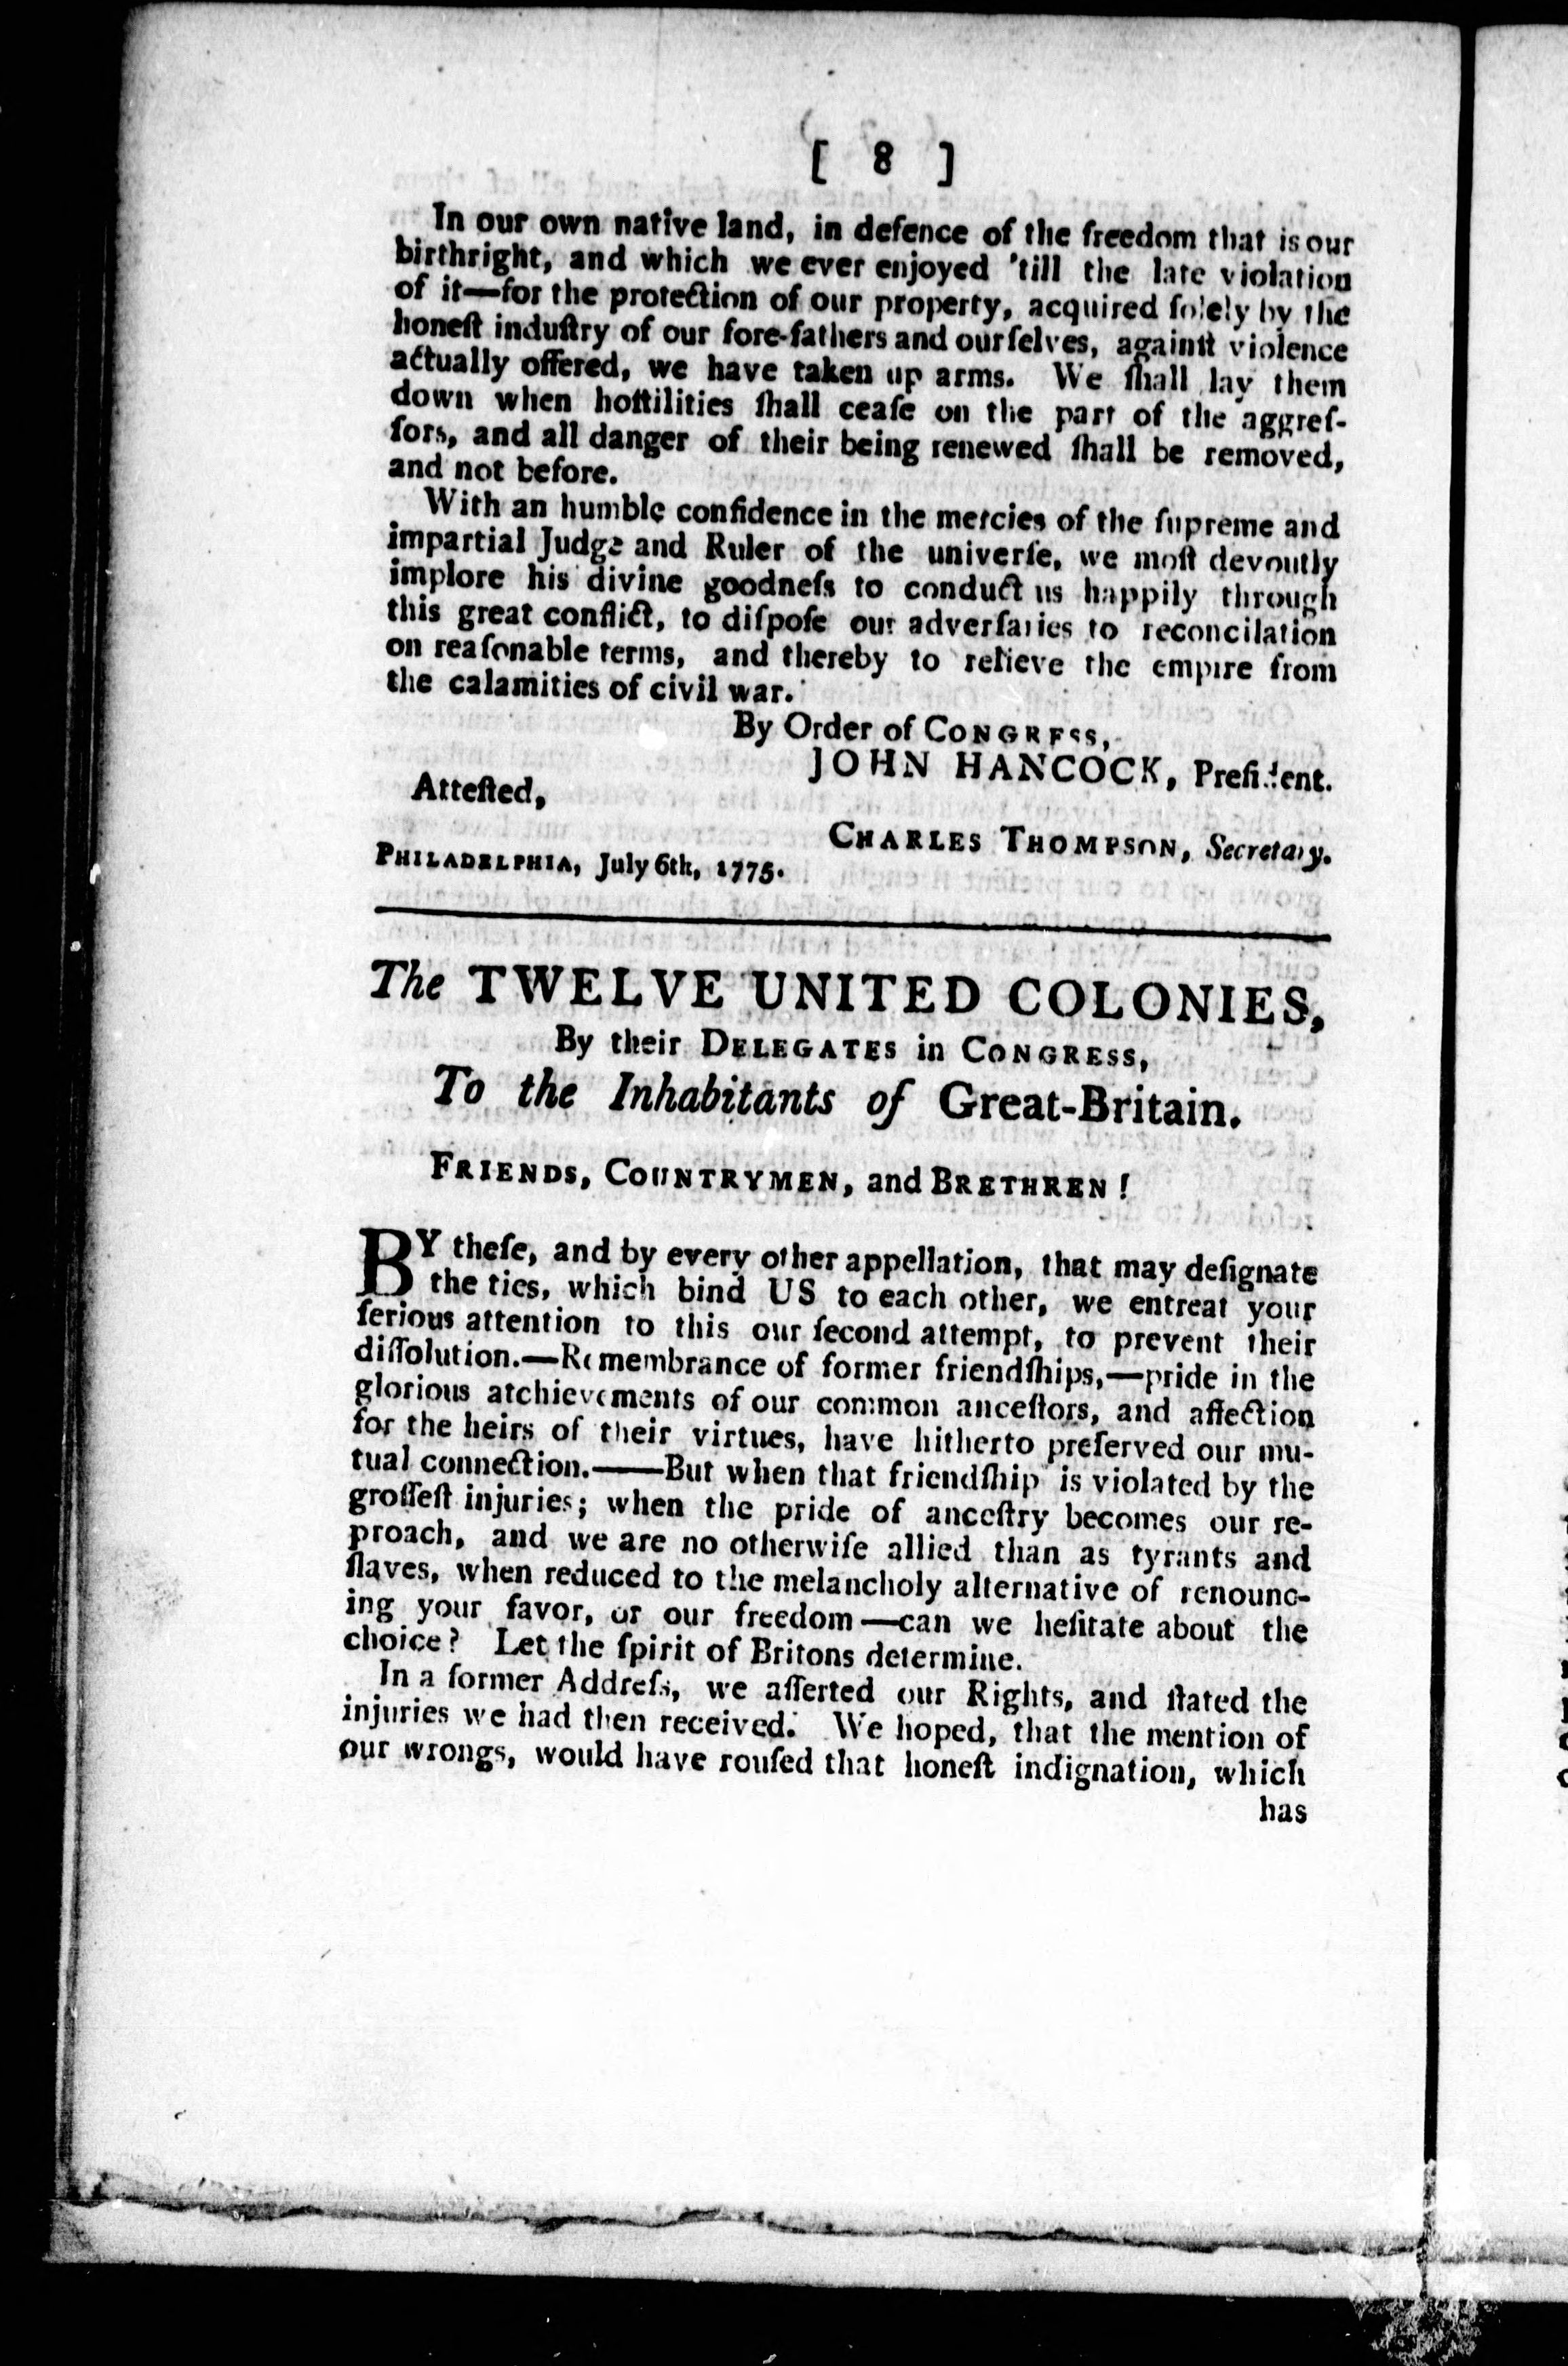 [ 8 ]
In our own native land, in defence of the freedom that is our
birthright, and which we ever enjoyed 'till the late violation
of it—for the protection of our property, acquired ſolely by the
honeſt induſtry of our fore-fathers and ourſelves, againſt violence
actually offered, we have taken up arms. We ſhall lay them
down when hoſtilities ſhall ceaſe on the part of the aggreſ-
ſors, and all danger of their being renewed ſhall be removed,
and not before.
With an humble confidence in the mercies of the ſupreme and
impartial Judge and Ruler of the univerſe, we moſt devoutly
implore his divine goodneſs to conduct us happily through
this great conflict, to diſpoſe our adverſaries to reconcilation
on reaſonable terms, and thereby to relieve the empire from
the calamities of civil war.
By Order of CONGRESS,
JOHN HANCOCK, Preſident.
Atteſted,
CHARLES THOMPSON, Secretary.
PHILADELPHIA, July 6th, 1775.
The TWELVE UNITED COLONIES,
By their DELEGATES in CONGRESS,
To the Inhabitants of Great-Britain.
FRIENDS, COUNTRYMEN, and BRETHREN!
BY theſe, and by every other appellation, that may deſignate
the ties, which bind US to each other, we entreat your
ſerious attention to this our ſecond attempt, to prevent their
diſſolution.—Remembrance of former friendſhips,—pride in the
glorious atchievements of our common anceſtors, and affection
for the heirs of their virtues, have hitherto preſerved our mu-
tual connection.——But when that friendſhip is violated by the
groſſeſt injuries; when the pride of anceſtry becomes our re-
proach, and we are no otherwiſe allied than as tyrants and
ſlaves, when reduced to the melancholy alternative of renounc-
ing your favor, or our freedom—can we heſitate about the
choice? Let the ſpirit of Britons determine.
In a former Addreſs, we aſſerted our Rights, and ſtated the
injuries we had then received. We hoped, that the mention of
our wrongs, would have rouſed that honeſt indignation, which
has